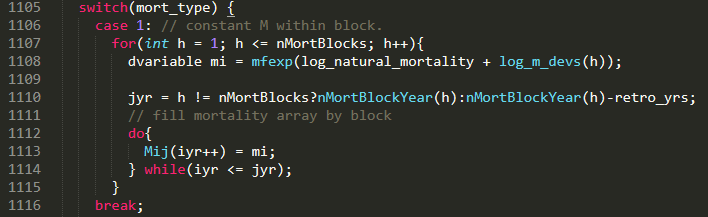 1105 switch(mort_type) {
1106 case 1: // constant M within block.
1107 for(int h = 1; h <= nMortBlocks; h++){
1108 dvariable mi = mfexp(log_natural_mortality + log_m_devs(h));
1109
1110 jyr = h != nMortBlocks?nMortBlockYear(h):nMortBlockYear(h)-retro_yrs;
1111 // fill mortality array by block
1112 do{
1113 Mij(iyr++) = mi;
1114 } while(iyr <= jyr);
1115 }
1116 break;